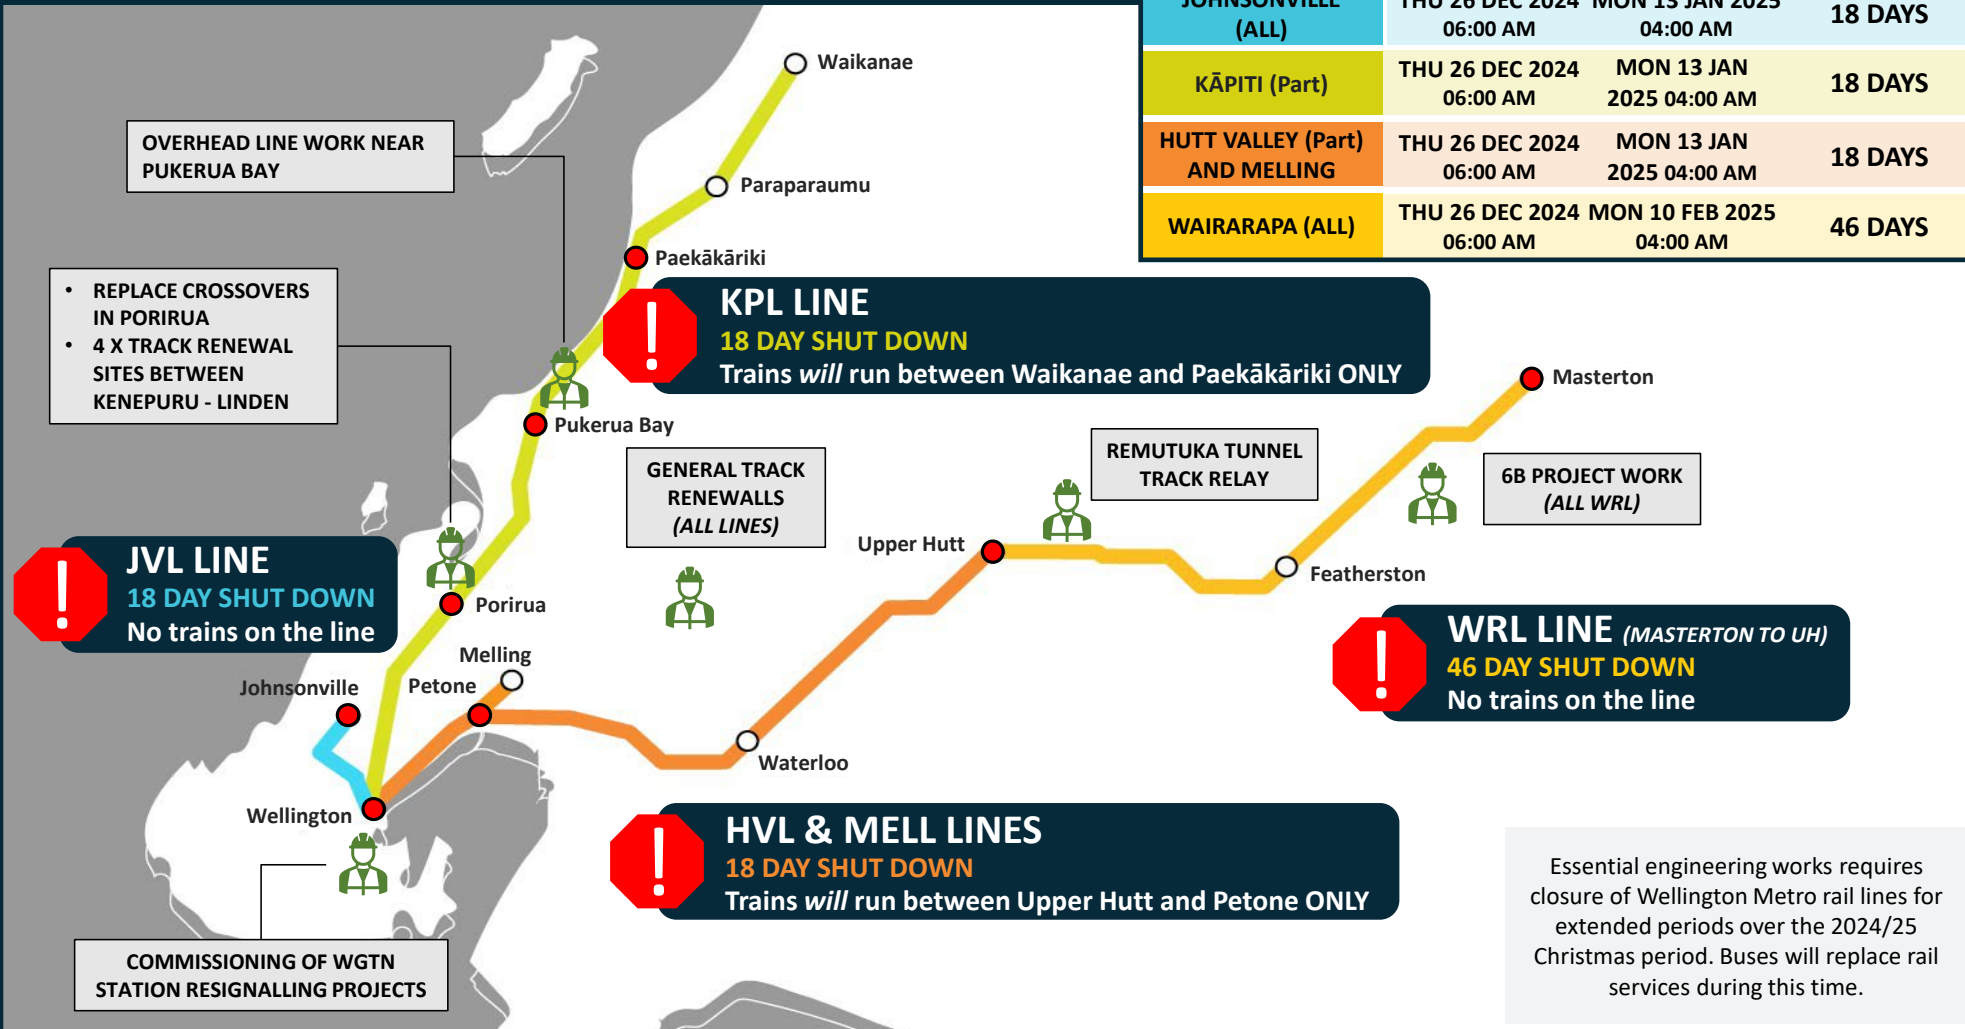 JOHNSONVILLE
(ALL)
THU 26 DEC 2024
06:00 AM
MON 13 JAN 2025
04:00 AM
18 DAYS
KĀPITI (Part)
THU 26 DEC 2024
06:00 AM
MON 13 JAN
2025 04:00 AM
18 DAYS
HUTT VALLEY (Part)
AND MELLING
THU 26 DEC 2024
06:00 AM
MON 13 JAN
2025 04:00 AM
18 DAYS
WAIRARAPA (ALL)
THU 26 DEC 2024
06:00 AM
MON 10 FEB 2025
04:00 AM
46 DAYS
Waikanae
OVERHEAD LINE WORK NEAR
PUKERUA BAY
Paraparaumu
Paekākāriki
• REPLACE CROSSOVERS
IN PORIRUA
• 4 X TRACK RENEWAL
SITES BETWEEN
KENEPURU - LINDEN
!
KPL LINE
18 DAY SHUT DOWN
Trains will run between Waikanae and Paekākāriki ONLY
Masterton
Pukerua Bay
GENERAL TRACK
RENEWALLS
(ALL LINES)
REMUTUKA TUNNEL
TRACK RELAY
6B PROJECT WORK
(ALL WRL)
Upper Hutt
Featherston
!
JVL LINE
18 DAY SHUT DOWN
No trains on the line
Porirua
!
WRL LINE (MASTERTON TO UH)
46 DAY SHUT DOWN
No trains on the line
Melling
Johnsonville
Petone
Waterloo
Wellington
!
HVL & MELL LINES
18 DAY SHUT DOWN
Trains will run between Upper Hutt and Petone ONLY
COMMISSIONING OF WGTN
STATION RESIGNALLING PROJECTS
Essential engineering works requires
closure of Wellington Metro rail lines for
extended periods over the 2024/25
Christmas period. Buses will replace rail
services during this time.